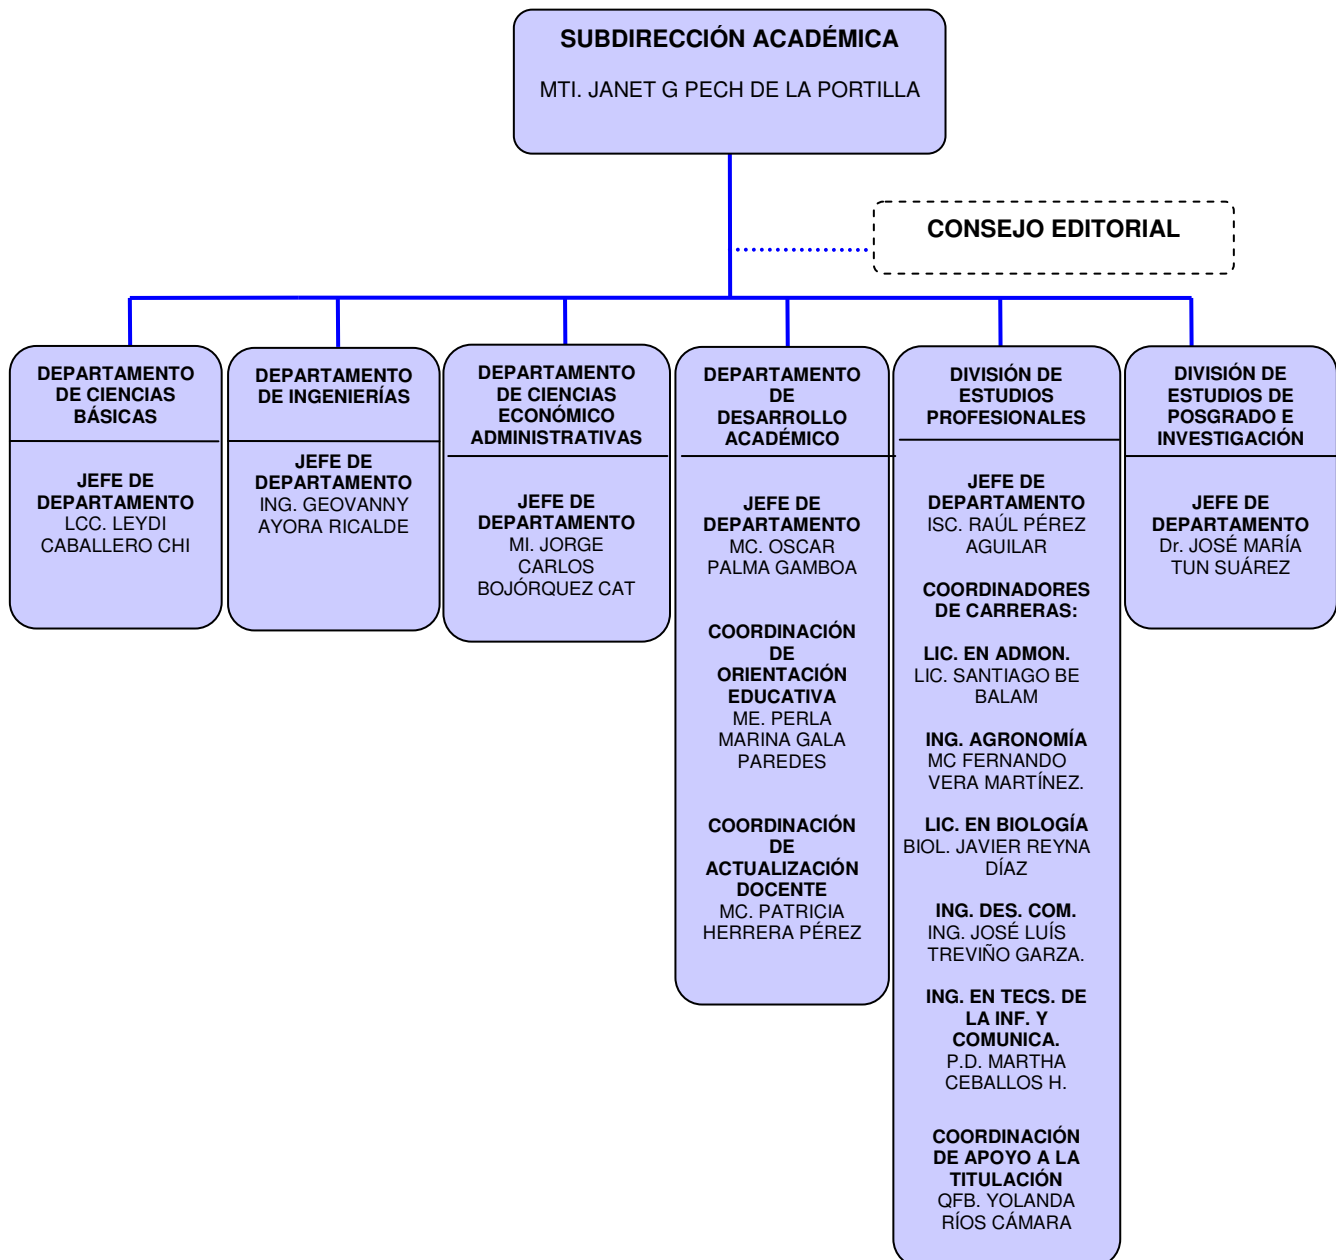 SUBDIRECCIÓN ACADÉMICA
MTI. JANET G PECH DE LA PORTILLA
CONSEJO EDITORIAL
DEPARTAMENTO
DE CIENCIAS
BÁSICAS
JEFE DE
DEPARTAMENTO
LCC. LEYDI
CABALLERO CHI
DEPARTAMENTO
DE INGENIERÍAS
JEFE DE
DEPARTAMENTO
ING. GEOVANNY
AYORA RICALDE
DEPARTAMENTO
DE CIENCIAS
ECONÓMICO
ADMINISTRATIVAS
JEFE DE
DEPARTAMENTO
MI. JORGE
CARLOS
BOJÓRQUEZ CAT
DEPARTAMENTO
DE
DESARROLLO
ACADÉMICO
JEFE DE
DEPARTAMENTO
MC. OSCAR
PALMA GAMBOA
COORDINACIÓN
DE
ORIENTACIÓN
EDUCATIVA
ME. PERLA
MARINA GALA
PAREDES
COORDINACIÓN
DE
ACTUALIZACIÓN
DOCENTE
MC. PATRICIA
HERRERA PÉREZ
DIVISIÓN DE
ESTUDIOS
PROFESIONALES
JEFE DE
DEPARTAMENTO
ISC. RAÚL PÉREZ
AGUILAR
COORDINADORES
DE CARRERAS:
LIC. EN ADMON.
LIC. SANTIAGO BE
BALAM
ING. AGRONOMÍA
MC FERNANDO
VERA MARTÍNEZ.
LIC. EN BIOLOGÍA
BIOL. JAVIER REYNA
DÍAZ
ING. DES. COM.
ING. JOSÉ LUÍS
TREVIÑO GARZA.
ING. EN TECS. DE
LA INF. Y
COMUNICA.
P.D. MARTHA
CEBALLOS H.
COORDINACIÓN
DE APOYO A LA
TITULACIÓN
QFB. YOLANDA
RÍOS CÁMARA
DIVISIÓN DE
ESTUDIOS DE
POSGRADO E
INVESTIGACIÓN
JEFE DE
DEPARTAMENTO
Dr. JOSÉ MARÍA
TUN SUÁREZ